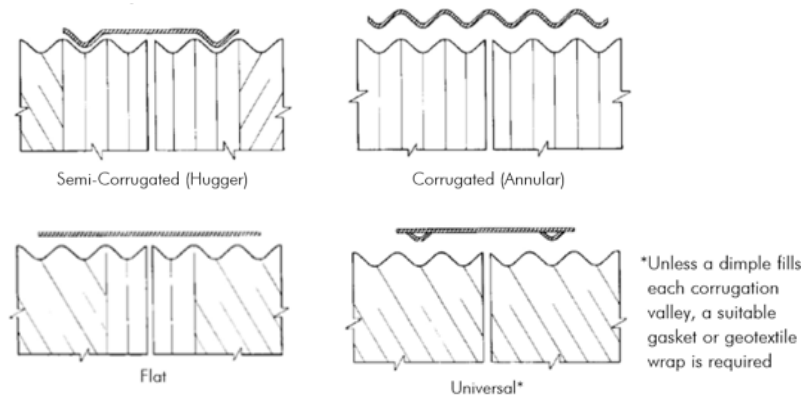 Semi-Corrugated (Hugger)
Corrugated (Annular)
Flat
Universal*
*Unless a dimple fills
each corrugation
valley, a suitable
gasket or geotextile
wrap is required